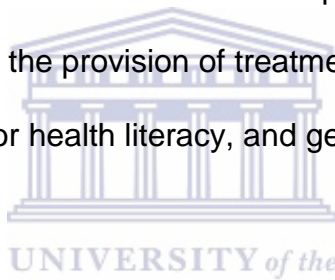 the provision of treatme
or health literacy, and ge
UNIVERSITY of the